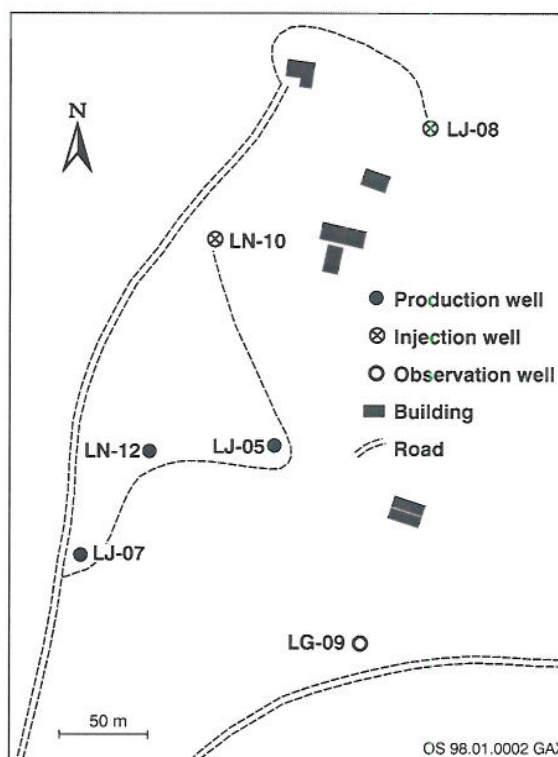 N
LJ-08
LN-10
Production well
Injection well
Observation well
Building
Road
LN-12
LJ-05
LJ-07
LG-09
50 m
OS 98.01.0002 GAX